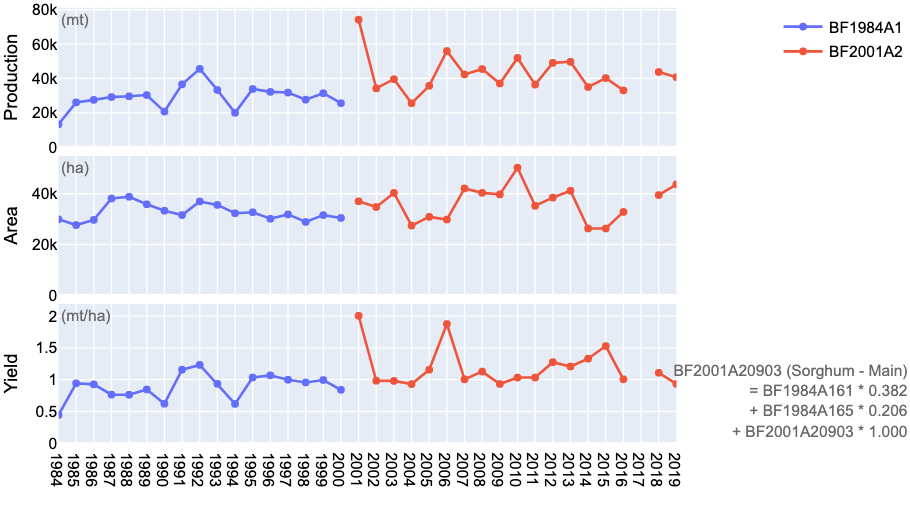 80k
(mt)
BF1984A1
BF2001A2
60k
40k
20k
0
Production
(ha)
40k
20k
0
Area
2
(mt/ha)
1.5
1
0.5
0
Yield
BF2001A20903 (Sorghum - Main)
= BF1984A161 * 0.382
+ BF1984A165 * 0.206
+ BF2001A20903 * 1.000
1984
1985
1986
1987
1988
1989
1990
1991
1992
1993
1994
1995
1996
1997
1998
1999
2000
2001
2002
2003
2004
2005
2006
2007
2008
2009
2010
2011
2012
2013
2014
2015
2016
2017
2018
2019